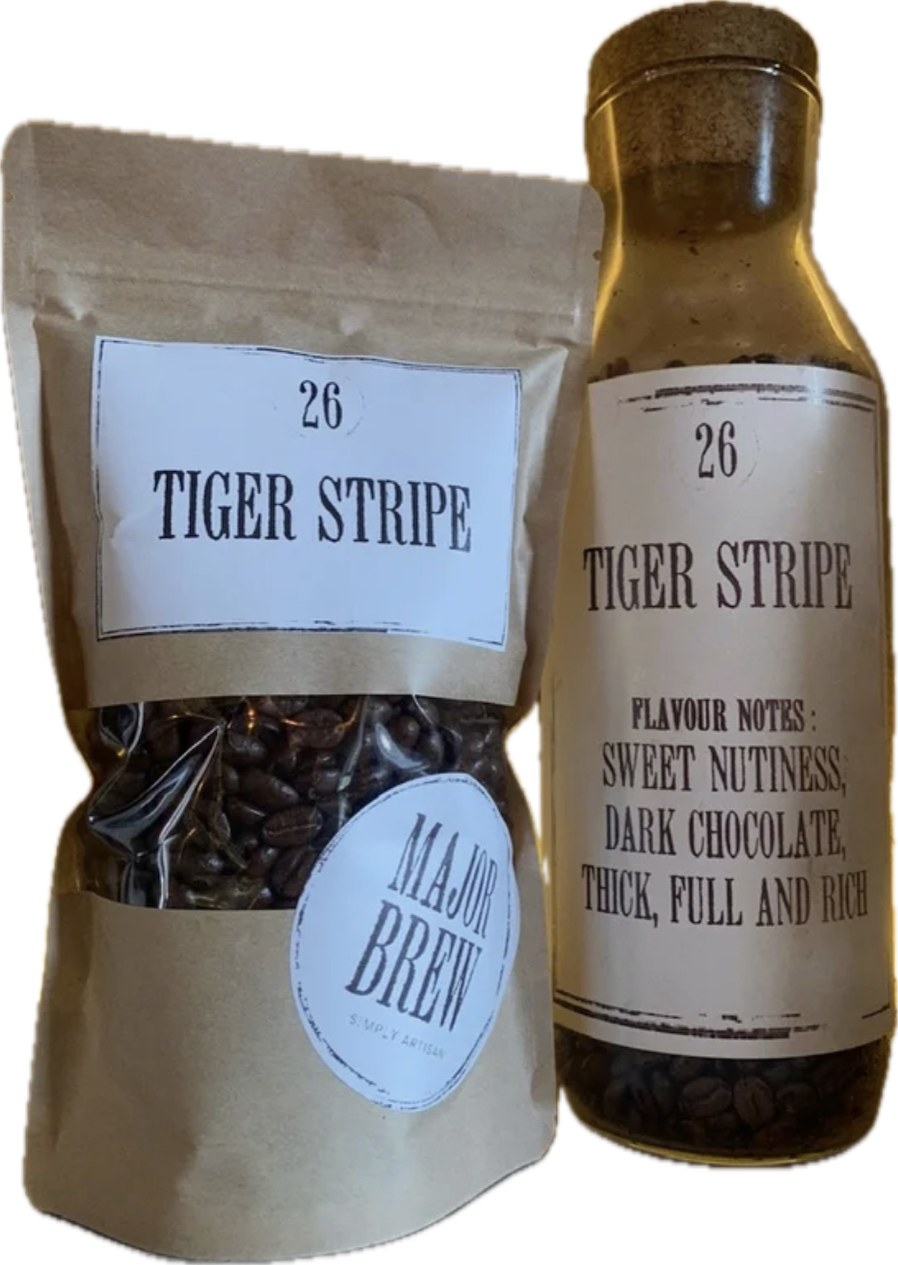 26
TIGER STRIPE
MAJOR
BREW
SIMPLY ARTISAN
26
TIGER STRIPE
FLAVOUR NOTES :
SWEET NUTINESS,
DARK CHOCOLATE,
THICK, FULL AND RICH